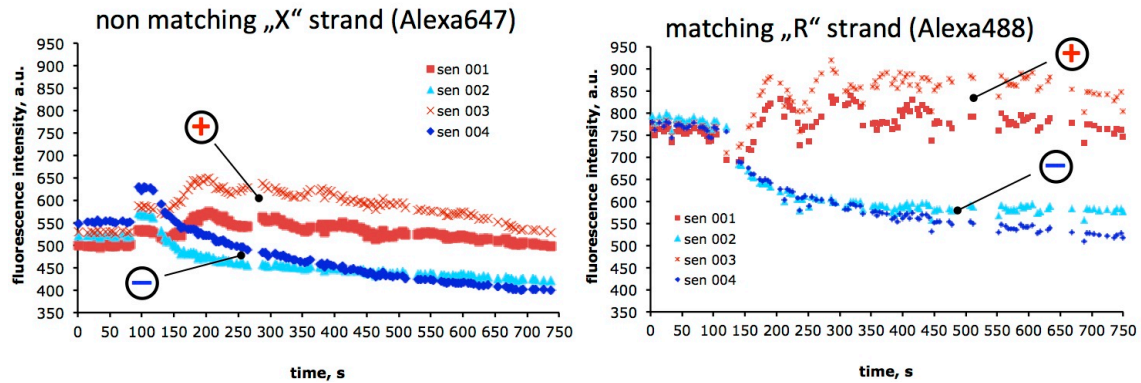 non matching „X“ strand (Alexa647)
fluorescence intensity, a.u.
950
900
850
800
750
700
650
600
550
500
450
400
350
sen 001
sen 002
sen 003
sen 004
+
−
0 50 100 150 200 250 300 350 400 450 500 550 600 650 700 750
time, s
matching „R“ strand (Alexa488)
fluorescence intensity, a.u.
950
900
850
800
750
700
650
600
550
500
450
400
350
+
−
sen 001
sen 002
sen 003
sen 004
0 50 100 150 200 250 300 350 400 450 500 550 600 650 700 750
time, s